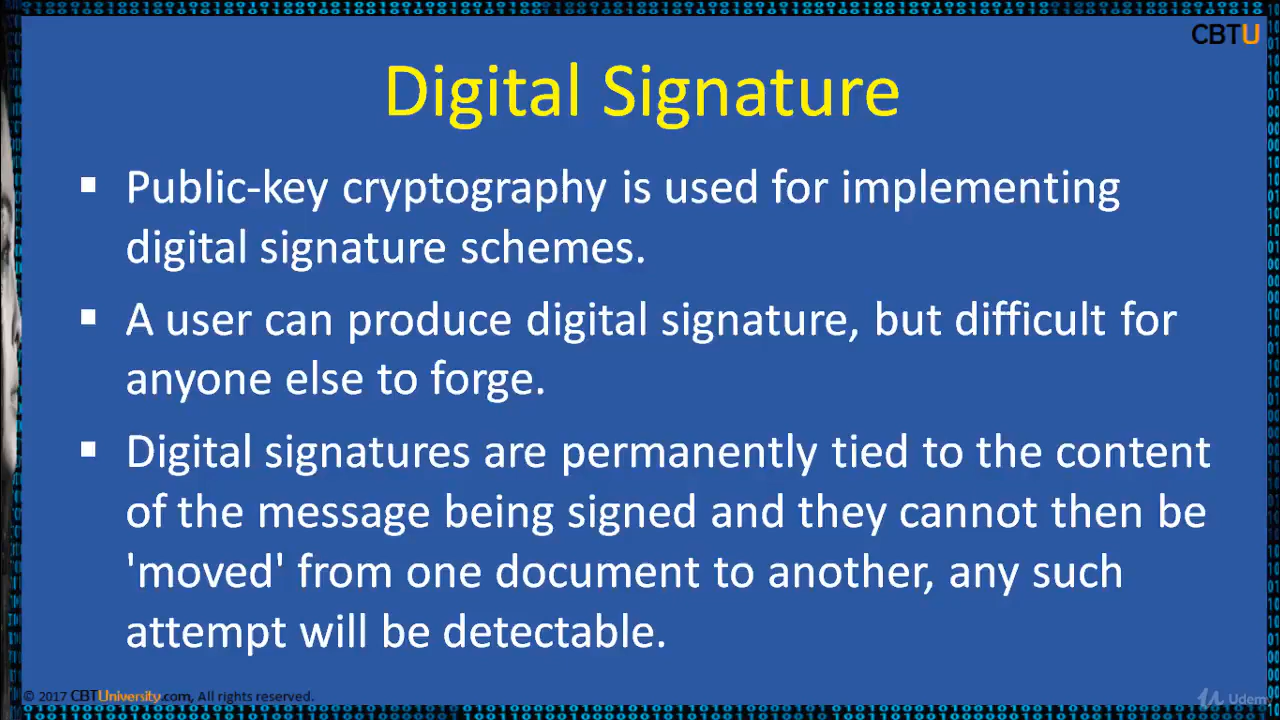 CBTU
Digital Signature
▪ Public-key cryptography is used for implementing
digital signature schemes.
▪ A user can produce digital signature, but difficult for
anyone else to forge.
▪ Digital signatures are permanently tied to the content
of the message being signed and they cannot then be
'moved' from one document to another, any such
attempt will be detectable.
© 2017 CBTUniversity.com, All rights reserved.
Udemy